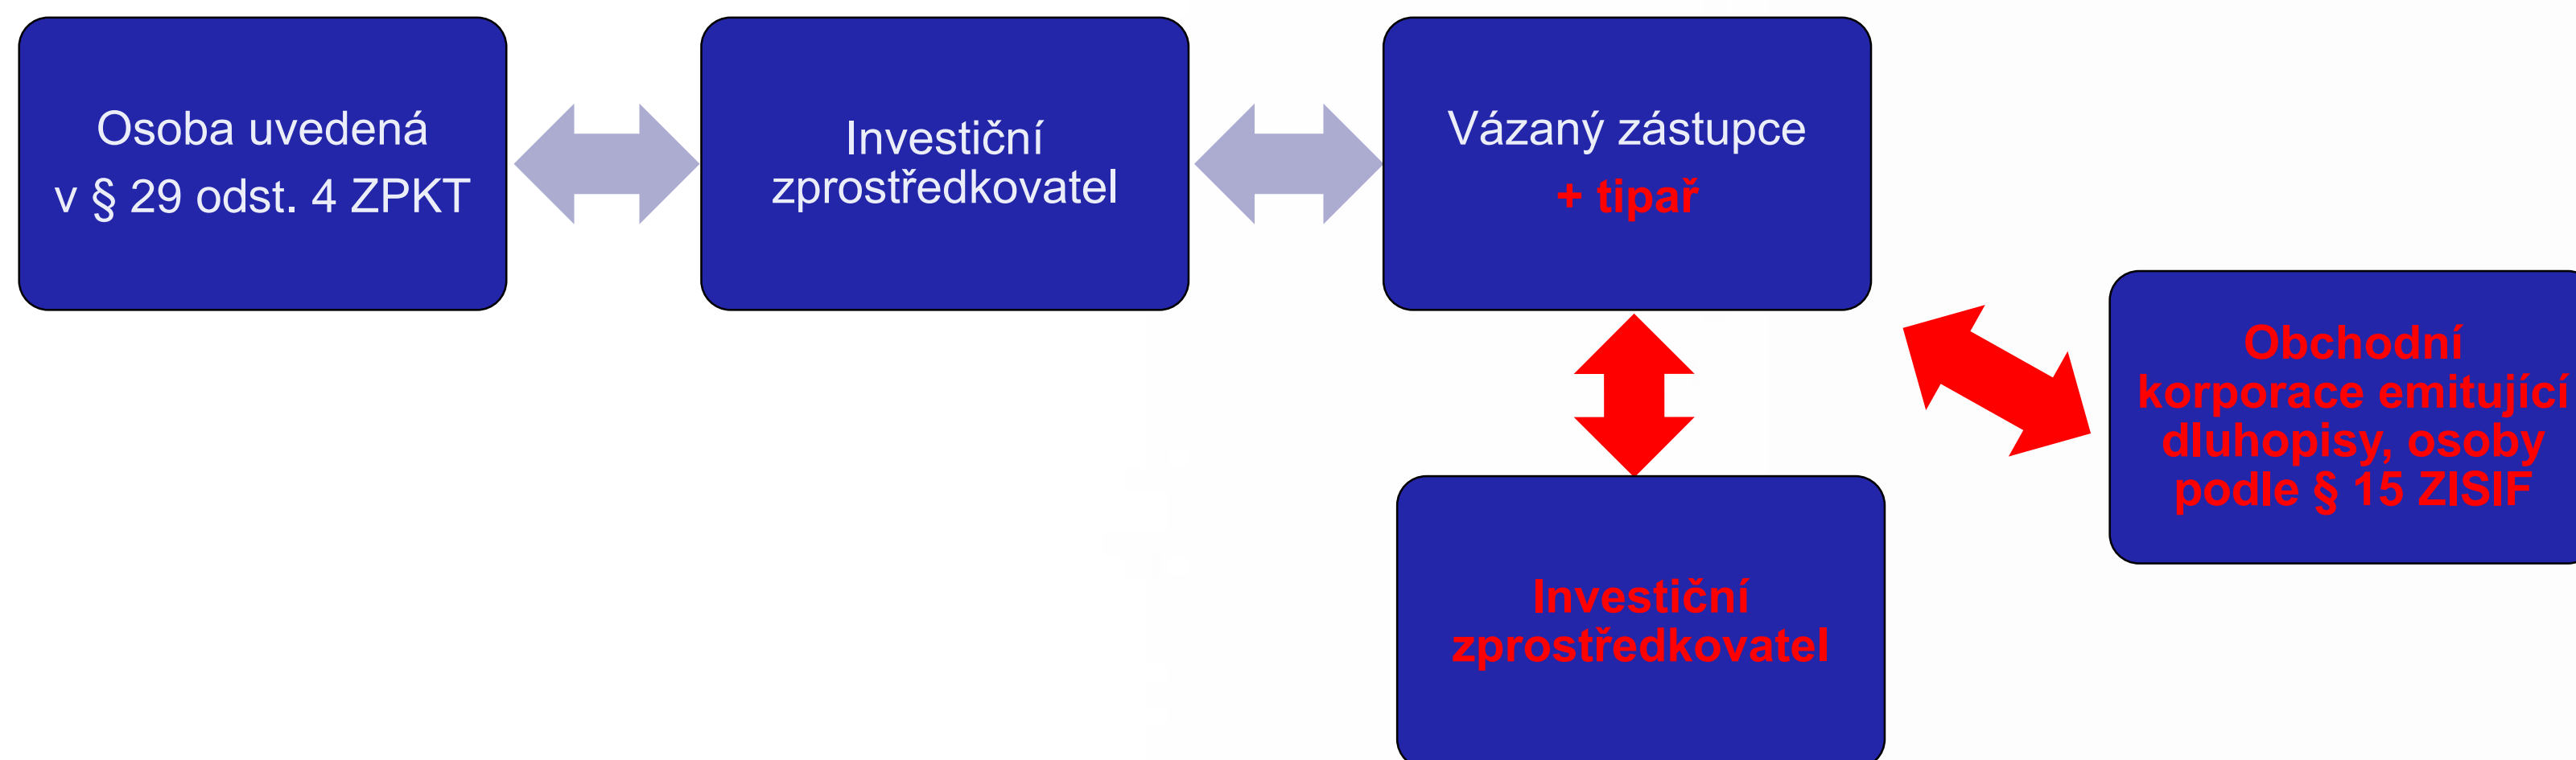 Osoba uvedená
v § 29 odst. 4 ZPKT
Investiční
zprostředkovatel
Vázaný zástupce
+ tipař
Obchodní
korporace emitující
dluhopisy, osoby
podle § 15 ZISIF
Investiční
zprostředkovatel